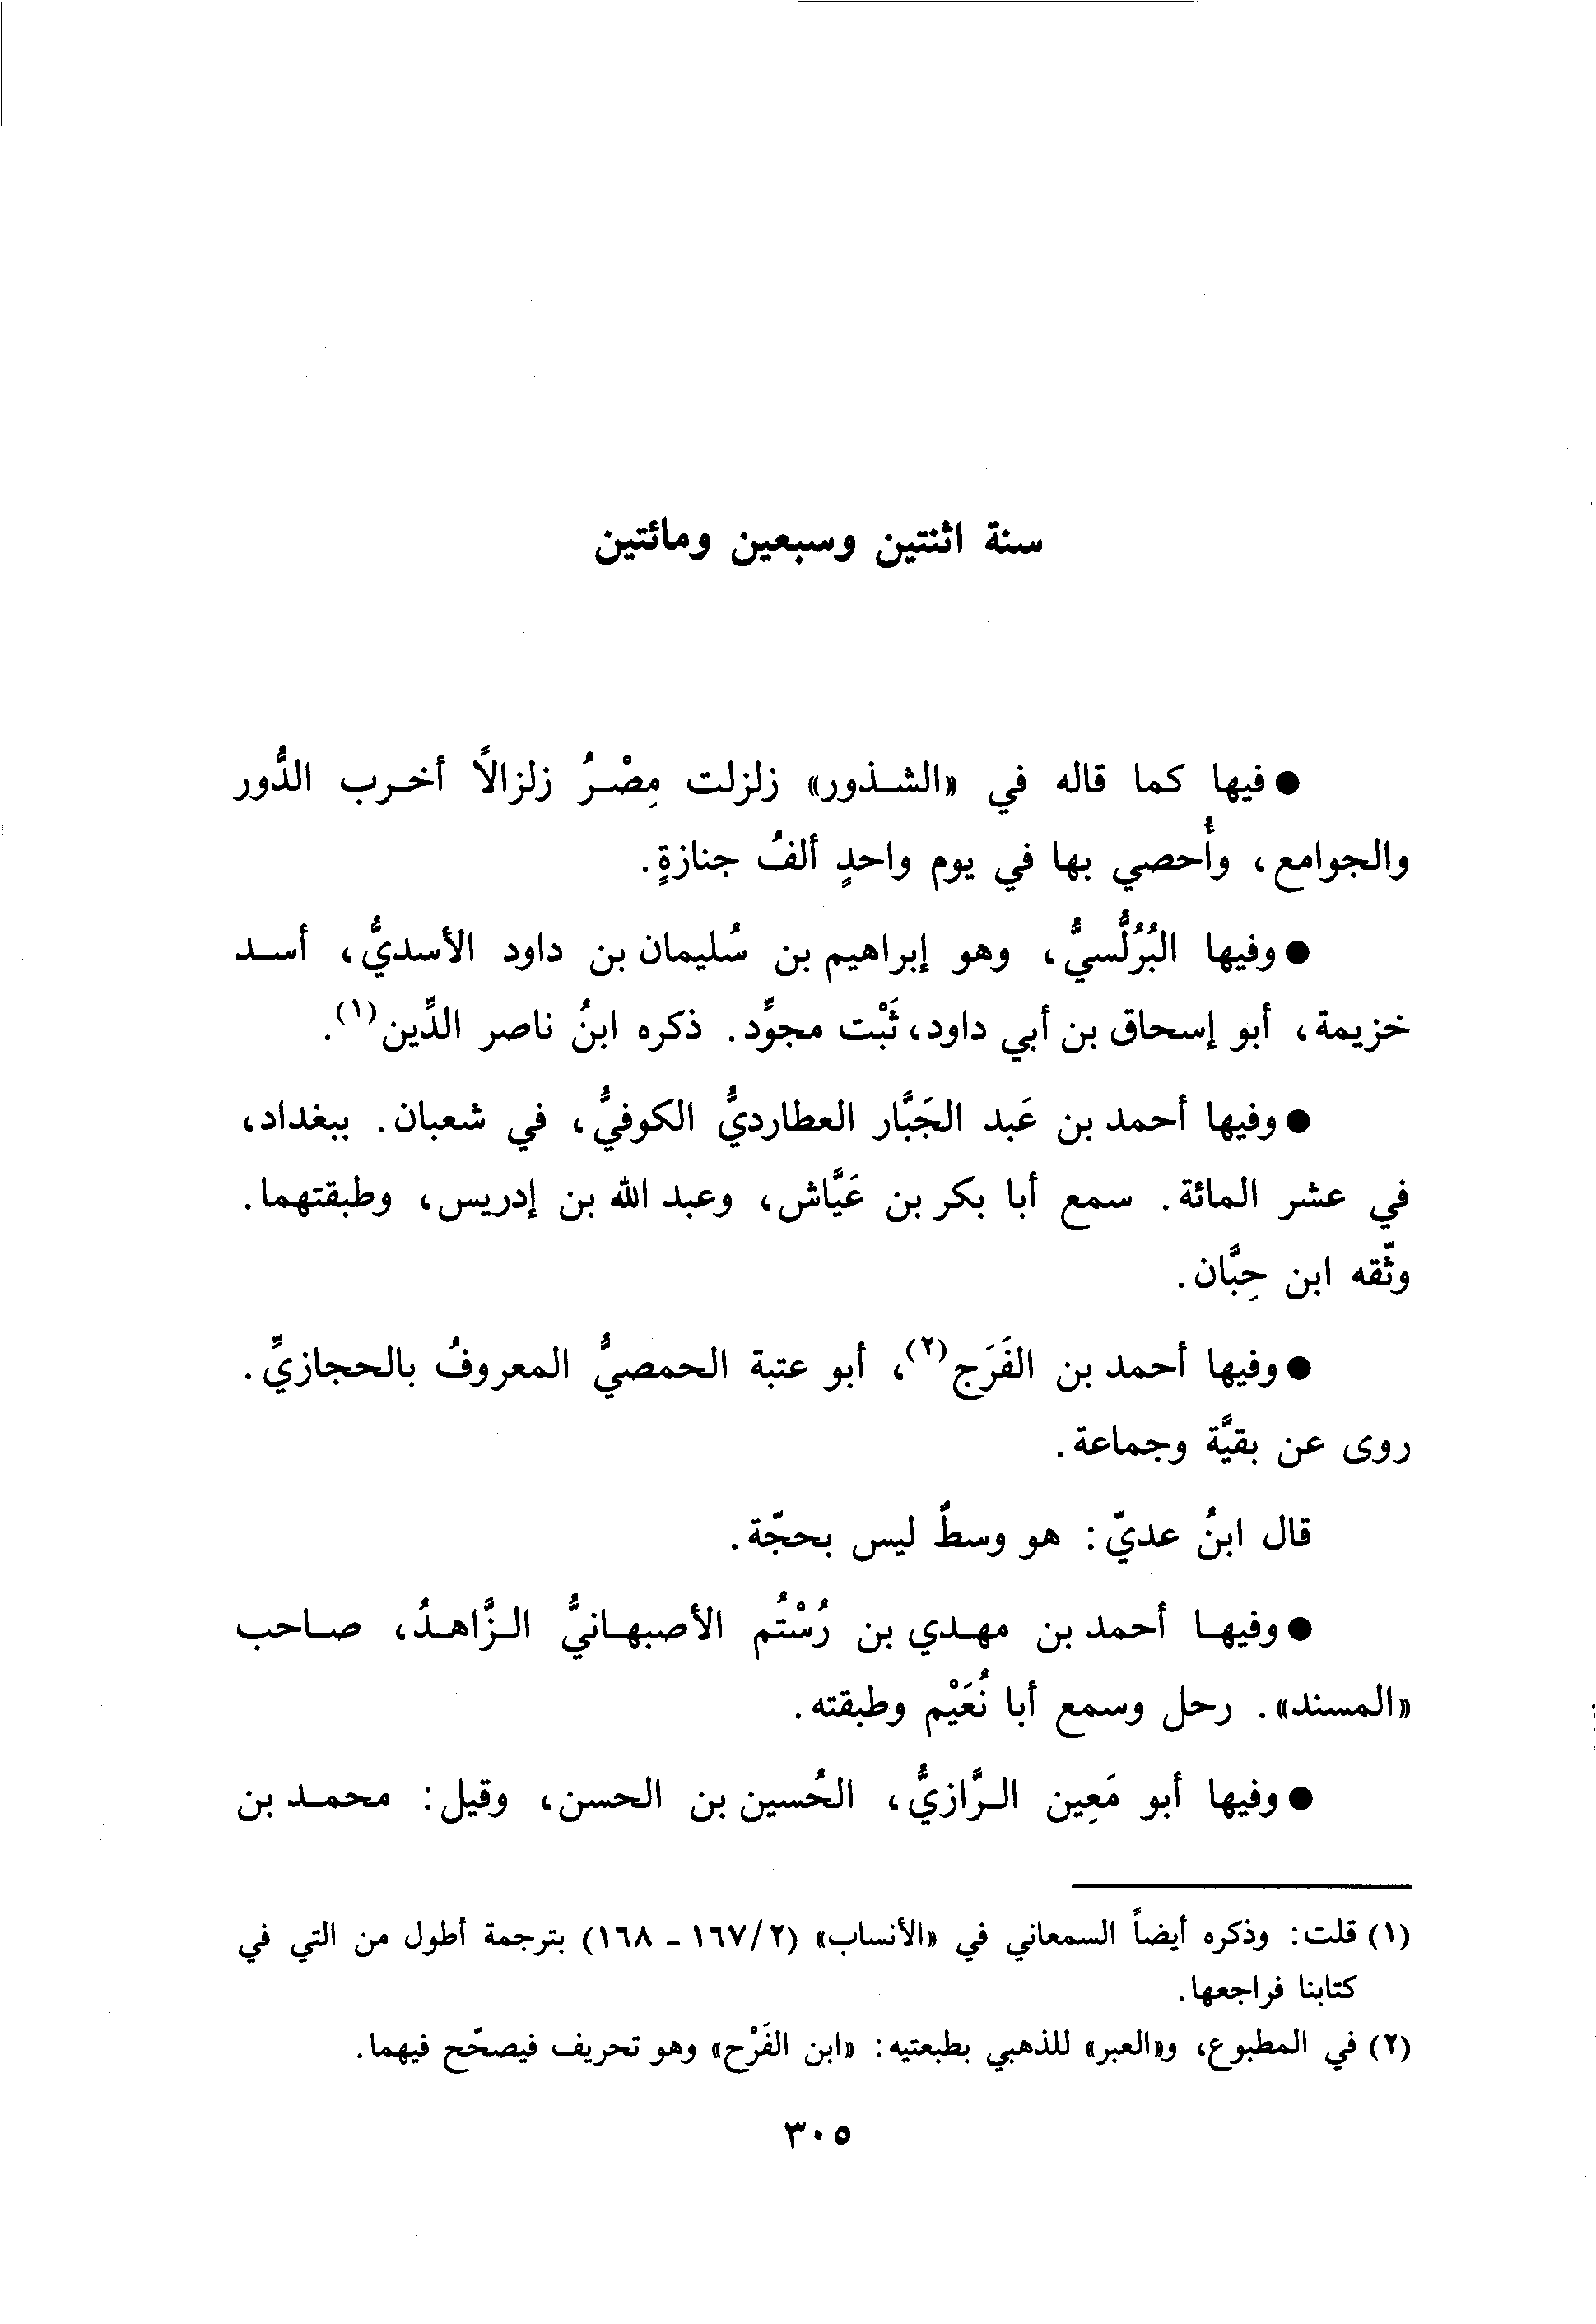 سنة اثنتين وسبعين ومائتين
● فيها كما قاله في «الشذور» زلزلت مِصْرُ زلزالاً أخرب الدُّور
والجوامع، وأُحصي بها في يوم واحدٍ ألفُ جنازةٍ.
● وفيها البُرُلُّسيُّ، وهو إبراهيم بن سُليمان بن داود الأسديُّ، أسد
خزيمة، أبو إسحاق بن أبي داود، ثَبْت مجوِّد. ذكره ابنُ ناصر الدِّين(١).
● وفيها أحمد بن عَبد الجَبَّار العطارديُّ الكوفيُّ، في شعبان. ببغداد،
في عشر المائة. سمع أبا بكر بن عَيَّاش، وعبد الله بن إدريس، وطبقتهما.
وثّقه ابن حِبَّان.
● وفيها أحمد بن الفَرَج(٢)، أبو عتبة الحمصيُّ المعروفُ بالحجازيِّ.
روى عن بقيَّة وجماعة.
قال ابنُ عديّ: هو وسطٌ ليس بحجّة.
● وفيها أحمد بن مهدي بن رُسْتُم الأصبهانيُّ الزَّاهدُ، صاحب
«المسند». رحل وسمع أبا نُعَيْم وطبقته.
● وفيها أبو مَعِين الرَّازيُّ، الحُسين بن الحسن، وقيل: محمد بن
(١) قلت: وذكره أيضاً السمعاني في «الأنساب» (٢/١٦٧ - ١٦٨) بترجمة أطول من التي في
كتابنا فراجعها.
(٢) في المطبوع، و«العبر» للذهبي بطبعتيه: «ابن الفَرْح» وهو تحريف فيصحّح فيهما.
٣٠٥